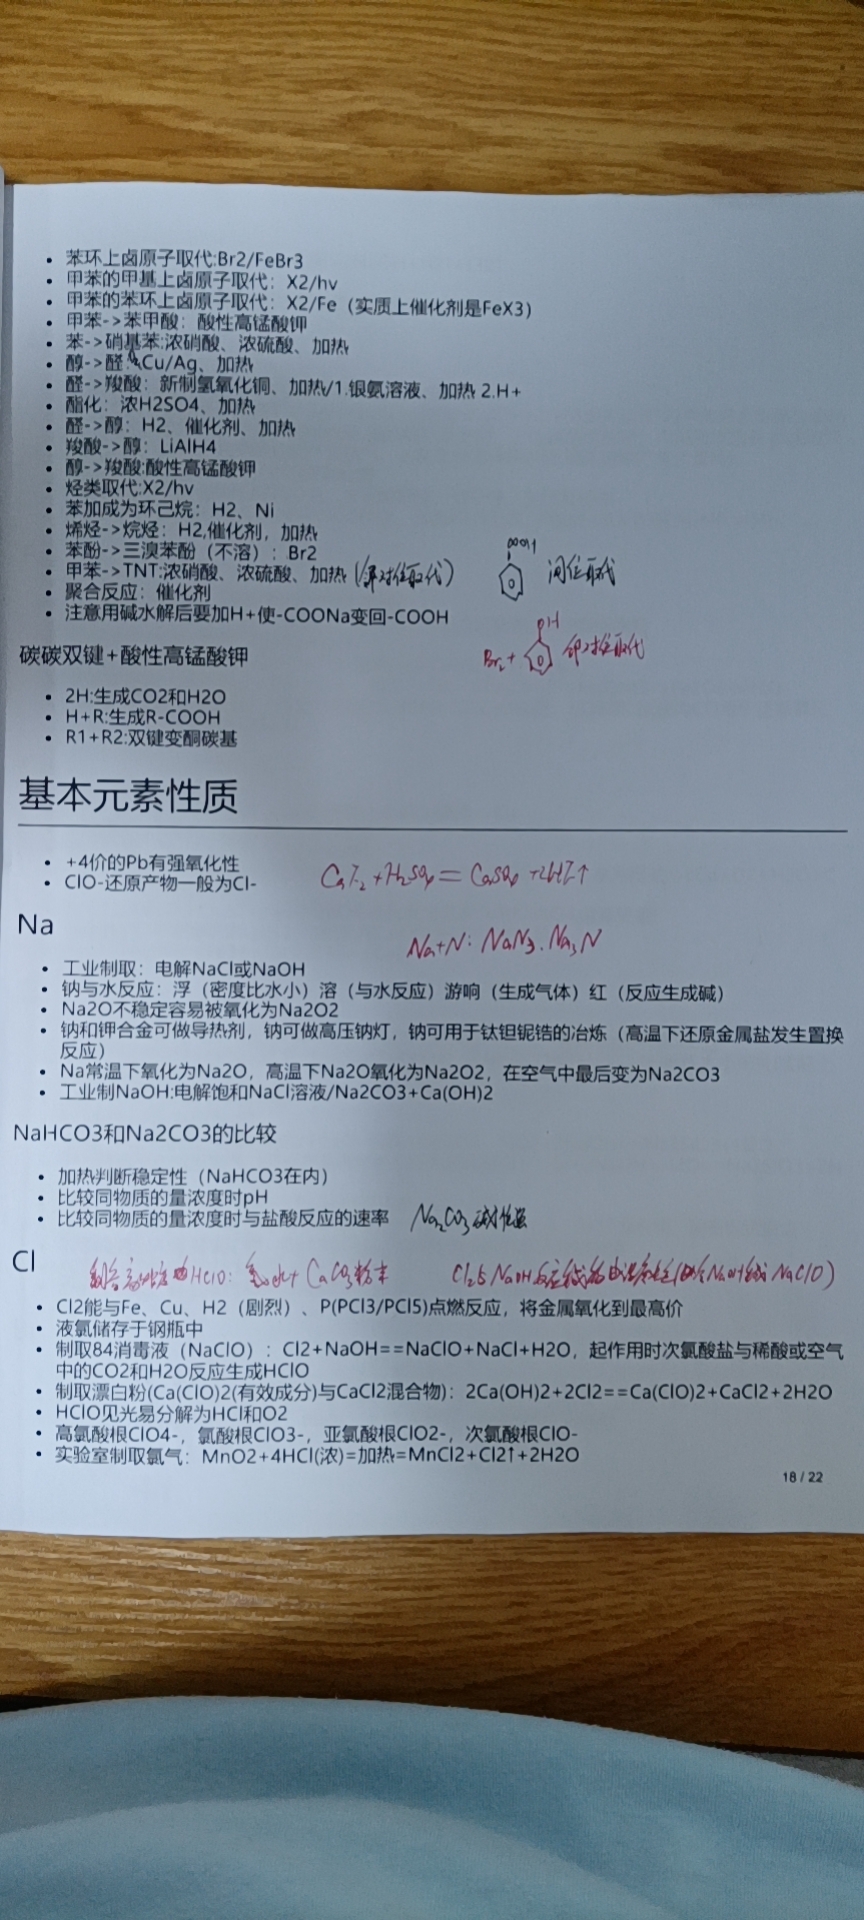 苯环上卤原子取代:Br2/FeBr3
甲苯的甲基上卤原子取代：X2/hv
甲苯的苯环上卤原子取代：X2/Fe（实质上催化剂是FeX3）
甲苯->苯甲酸：酸性高锰酸钾
苯->硝基苯:浓硝酸、浓硫酸、加热
醇->醛:O2 Cu/Ag、加热
醛->羧酸：新制氢氧化铜、加热/1.银氨溶液、加热 2.H+
酯化：浓H2SO4、加热
醛->醇：H2、催化剂、加热
羧酸->醇：LiAlH4
醇->羧酸:酸性高锰酸钾
烃类取代:X2/hv
苯加成为环己烷：H2、Ni
烯烃->烷烃：H2,催化剂，加热
苯酚->三溴苯酚（不溶）: Br2
COOH
甲苯->TNT:浓硝酸、浓硫酸、加热 (邻对位取代) 间位取代
聚合反应：催化剂
注意用碱水解后要加H+使-COONa变回-COOH
OH
Br2+ 邻对位取代
碳碳双键+酸性高锰酸钾
2H:生成CO2和H2O
H+R:生成R-COOH
R1+R2:双键变酮碳基
基本元素性质
+4价的Pb有强氧化性
ClO-还原产物一般为Cl-
CaF2+H2SO4=CaSO4+2HF↑
Na
Na+N: NaN3. Na3N
工业制取：电解NaCl或NaOH
钠与水反应：浮（密度比水小）溶（与水反应）游响（生成气体）红（反应生成碱）
Na2O不稳定容易被氧化为Na2O2
钠和钾合金可做导热剂，钠可做高压钠灯，钠可用于钛钽铌锆的冶炼（高温下还原金属盐发生置换
反应）
Na常温下氧化为Na2O，高温下Na2O氧化为Na2O2，在空气中最后变为Na2CO3
工业制NaOH:电解饱和NaCl溶液/Na2CO3+Ca(OH)2
NaHCO3和Na2CO3的比较
加热判断稳定性（NaHCO3在内）
比较同物质的量浓度时pH
比较同物质的量浓度时与盐酸反应的速率 Na2CO3碱性强
Cl
制备高浓度HClO: 氯水+CaCO3粉末
Cl2与NaOH反应
Cl2能与Fe、Cu、H2（剧烈）、P(PCl3/PCl5)点燃反应，将金属氧化到最高价
液氯储存于钢瓶中
制取84消毒液（NaClO）：Cl2+NaOH==NaClO+NaCl+H2O，起作用时次氯酸盐与稀酸或空气
中的CO2和H2O反应生成HClO
制取漂白粉(Ca(ClO)2(有效成分)与CaCl2混合物)：2Ca(OH)2+2Cl2==Ca(ClO)2+CaCl2+2H2O
HClO见光易分解为HCl和O2
高氯酸根ClO4-，氯酸根ClO3-，亚氯酸根ClO2-，次氯酸根ClO-
实验室制取氯气：MnO2+4HCl(浓)=加热=MnCl2+Cl2↑+2H2O
18 / 22